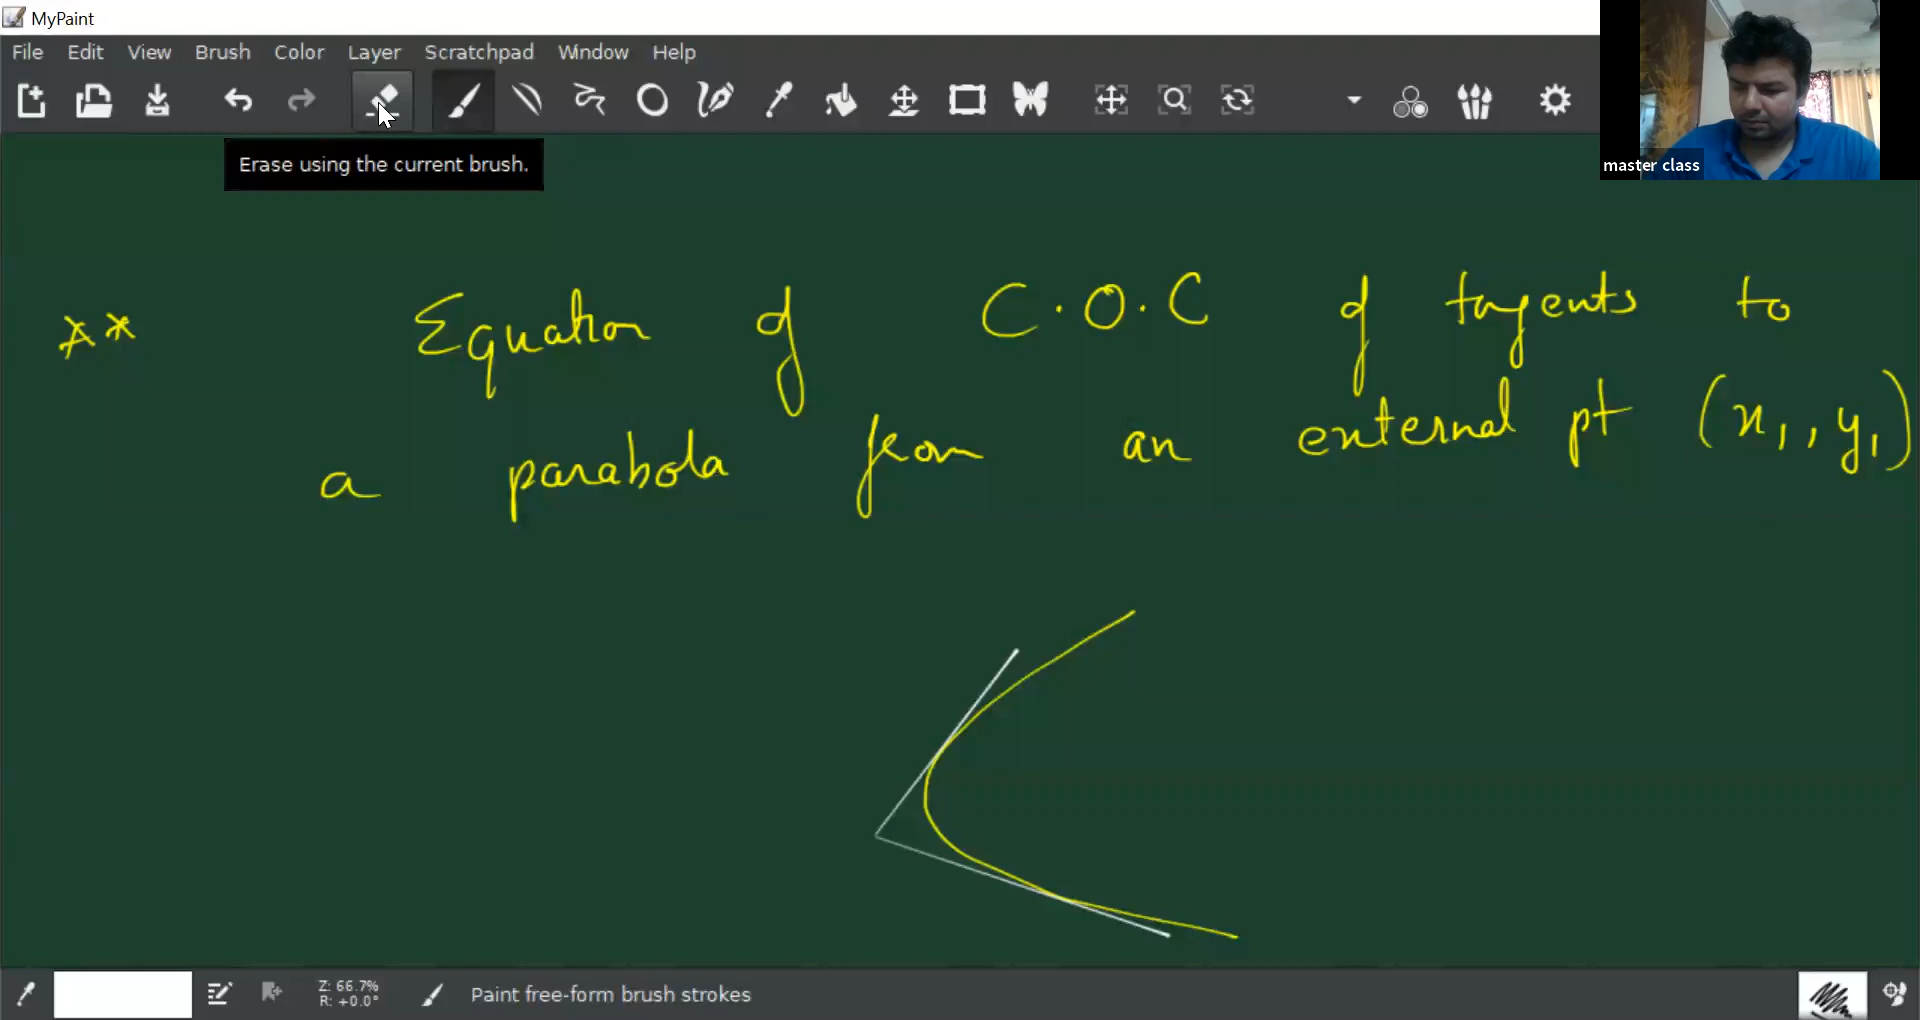 MyPaint
File Edit View Brush Color Layer Scratchpad Window Help
master class
Erase using the current brush.
** Equation of C.O.C of tangents to
a parabola from an external pt (x₁, y₁)
Z: 66.7%
R: +0.0°
Paint free-form brush strokes